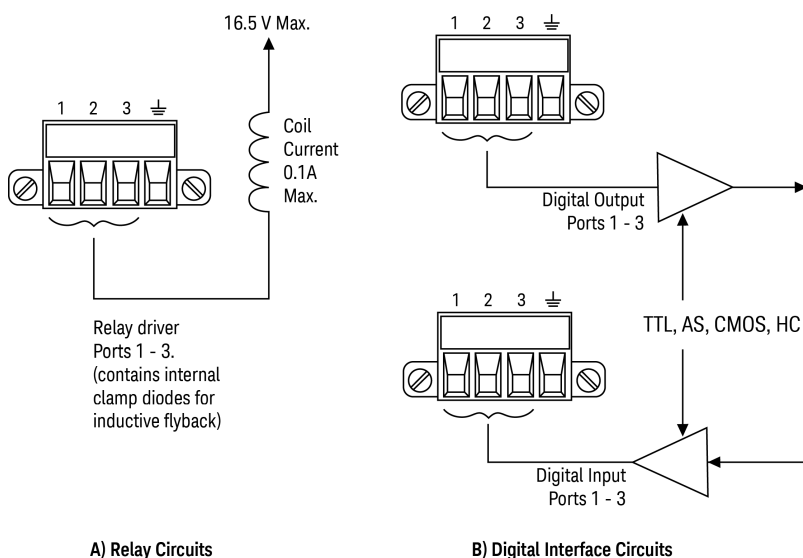 16.5 V Max.
1 2 3
Coil
Current
0.1A
Max.
Relay driver
Ports 1 - 3.
(contains internal
clamp diodes for
inductive flyback)
A) Relay Circuits
1 2 3
Digital Output
Ports 1 - 3
TTL, AS, CMOS, HC
1 2 3
Digital Input
Ports 1 - 3
B) Digital Interface Circuits